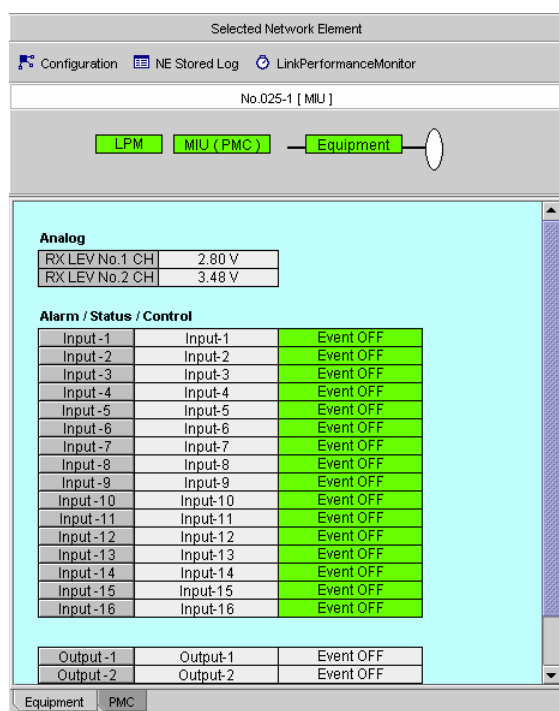 Selected Network Element
Configuration NE Stored Log LinkPerformanceMonitor
No.025-1 [ MIU ]
LPM MIU ( PMC ) Equipment
Analog
RX LEV No.1 CH 2.80 V
RX LEV No.2 CH 3.48 V
Alarm / Status / Control
Input -1 Input-1 Event OFF
Input -2 Input-2 Event OFF
Input -3 Input-3 Event OFF
Input -4 Input-4 Event OFF
Input -5 Input-5 Event OFF
Input -6 Input-6 Event OFF
Input -7 Input-7 Event OFF
Input -8 Input-8 Event OFF
Input -9 Input-9 Event OFF
Input -10 Input-10 Event OFF
Input -11 Input-11 Event OFF
Input -12 Input-12 Event OFF
Input -13 Input-13 Event OFF
Input -14 Input-14 Event OFF
Input -15 Input-15 Event OFF
Input -16 Input-16 Event OFF
Output -1 Output-1 Event OFF
Output -2 Output-2 Event OFF
Equipment PMC